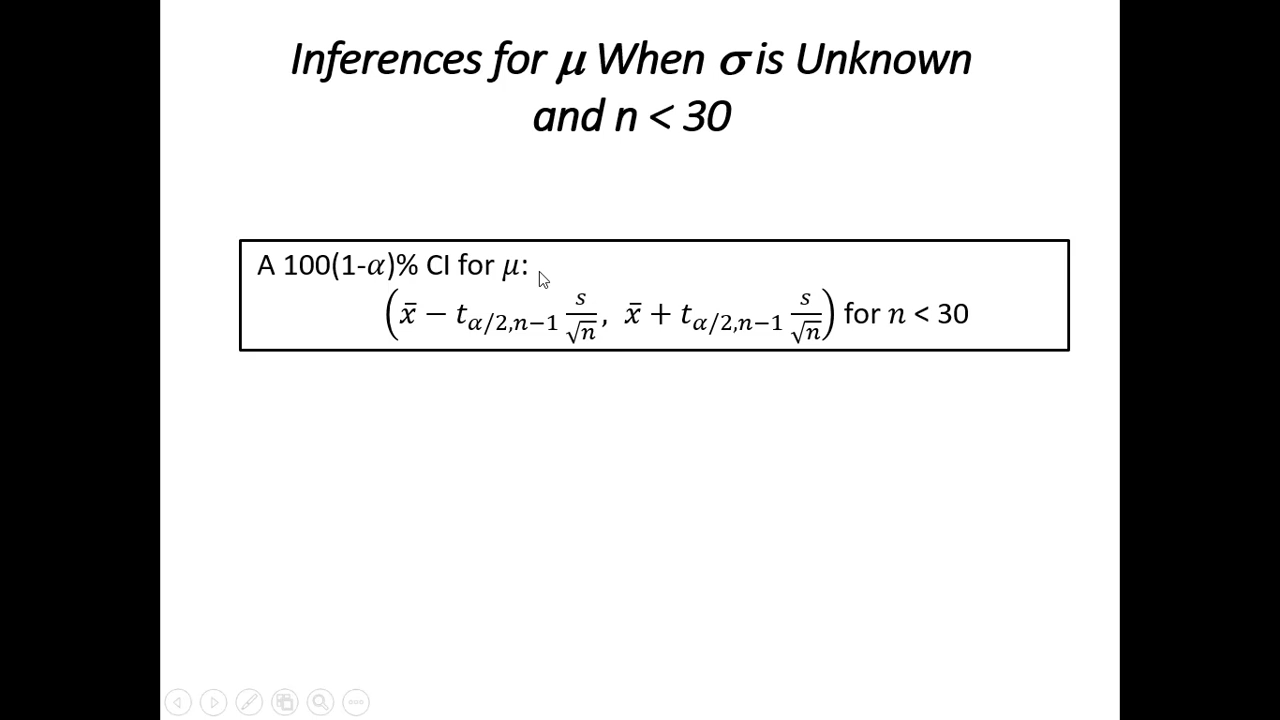 Inferences for μ When σ is Unknown
and n < 30
A 100(1-α)% CI for μ:
(x̄ − t_{α/2,n−1} s/√n, x̄ + t_{α/2,n−1} s/√n) for n < 30